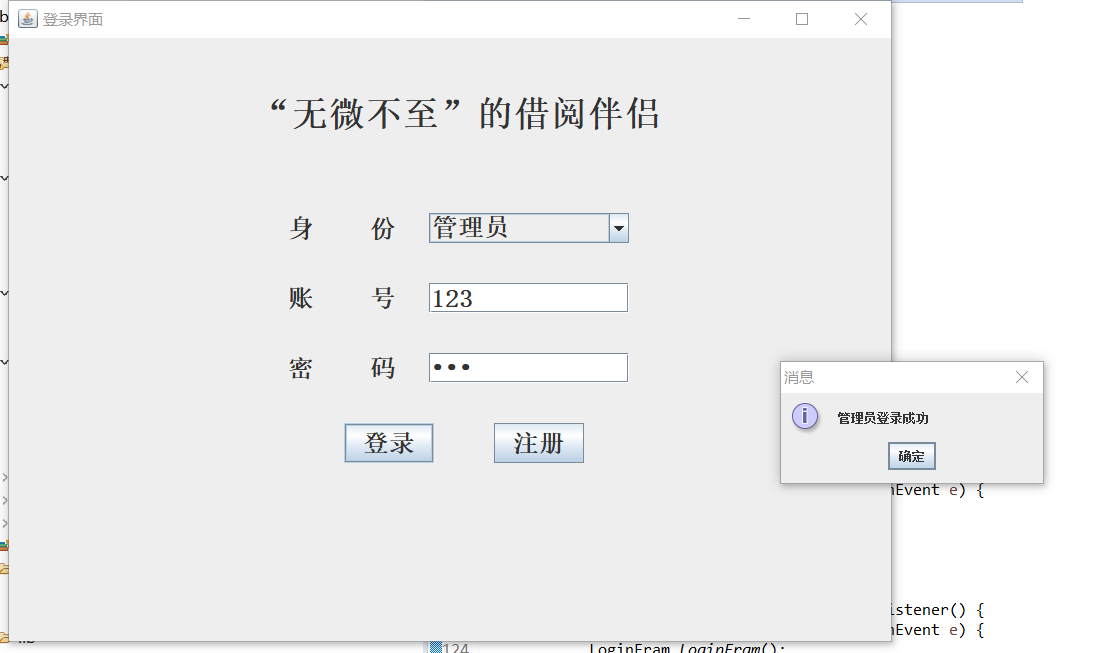 登录界面
“无微不至”的借阅伴侣
身 份 管理员
账 号 123
密 码 •••
登录 注册
消息
管理员登录成功
确定
Event e) {
istener() {
Event e) {
124 LoginFram.LoginFram();